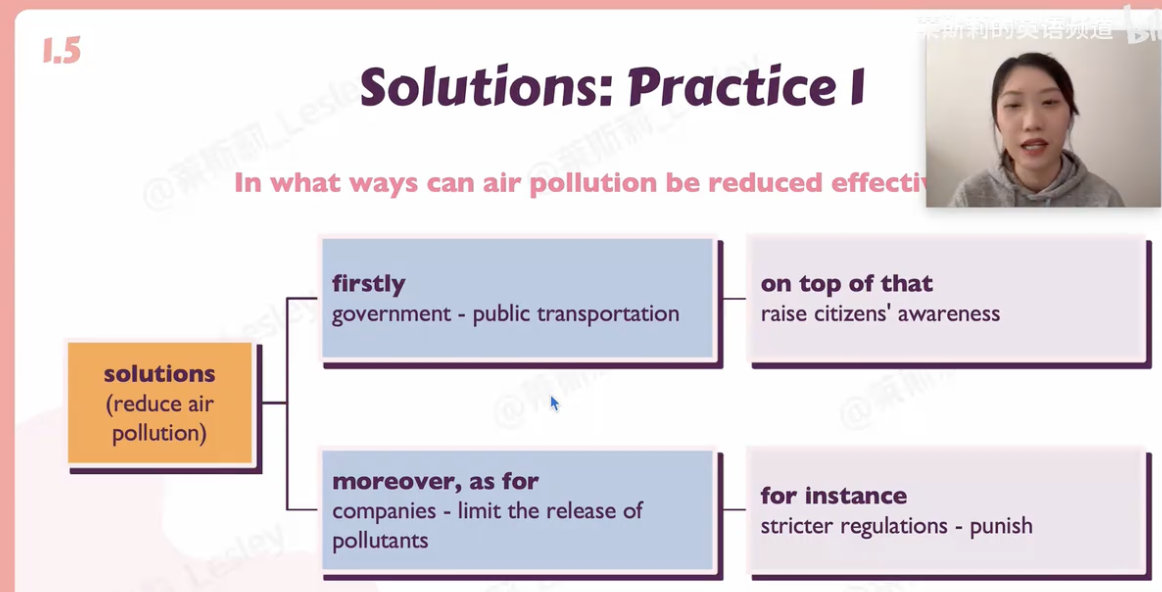 莱斯利的英语频道
1.5
Solutions: Practice 1
In what ways can air pollution be reduced
firstly
government - public transportation
on top of that
raise citizens' awareness
solutions
(reduce air
pollution)
moreover, as for
companies - limit the release of
pollutants
for instance
stricter regulations - punish
@莱斯莉_Lesley